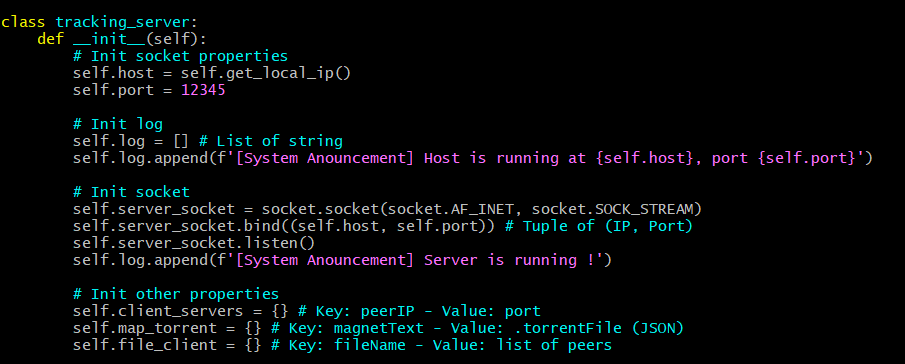 class tracking_server:
    def __init__(self):
        # Init socket properties
        self.host = self.get_local_ip()
        self.port = 12345

        # Init log
        self.log = [] # List of string
        self.log.append(f'[System Anouncement] Host is running at {self.host}, port {self.port}')

        # Init socket
        self.server_socket = socket.socket(socket.AF_INET, socket.SOCK_STREAM)
        self.server_socket.bind((self.host, self.port)) # Tuple of (IP, Port)
        self.server_socket.listen()
        self.log.append(f'[System Anouncement] Server is running !')

        # Init other properties
        self.client_servers = {} # Key: peerIP - Value: port
        self.map_torrent = {} # Key: magnetText - Value: .torrentFile (JSON)
        self.file_client = {} # Key: fileName - Value: list of peers